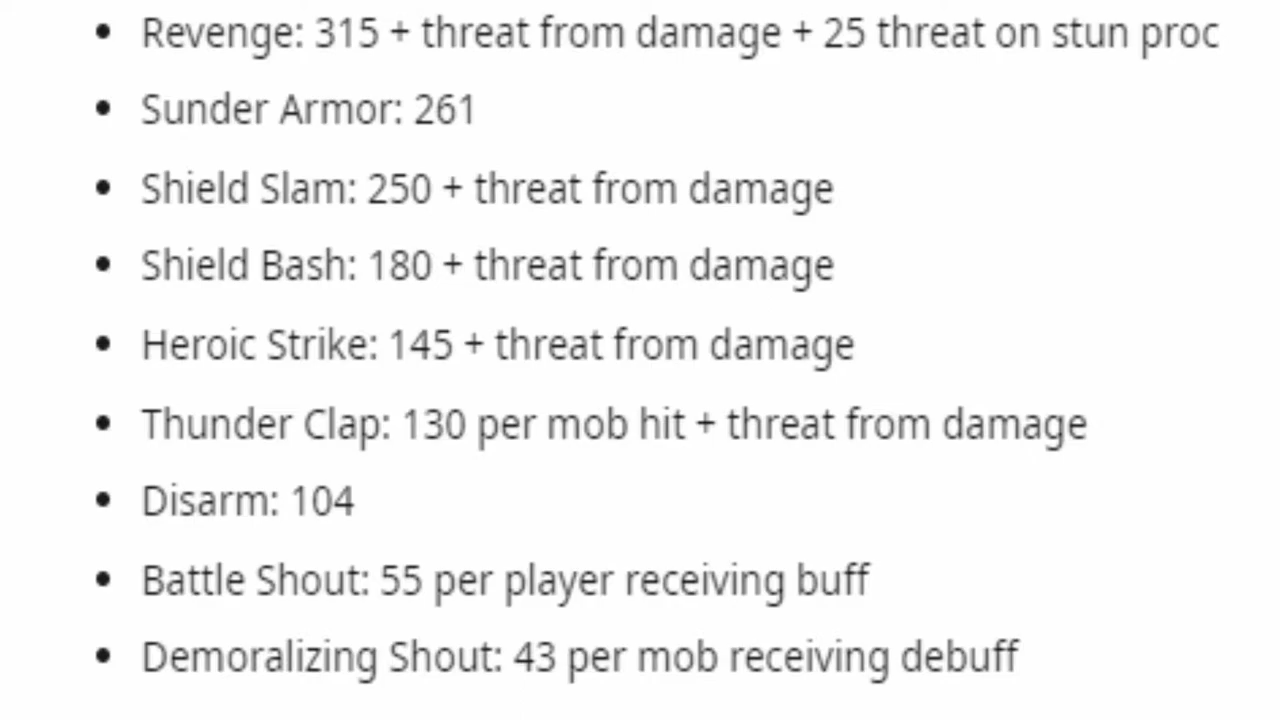 • Revenge: 315 + threat from damage + 25 threat on stun proc
• Sunder Armor: 261
• Shield Slam: 250 + threat from damage
• Shield Bash: 180 + threat from damage
• Heroic Strike: 145 + threat from damage
• Thunder Clap: 130 per mob hit + threat from damage
• Disarm: 104
• Battle Shout: 55 per player receiving buff
• Demoralizing Shout: 43 per mob receiving debuff